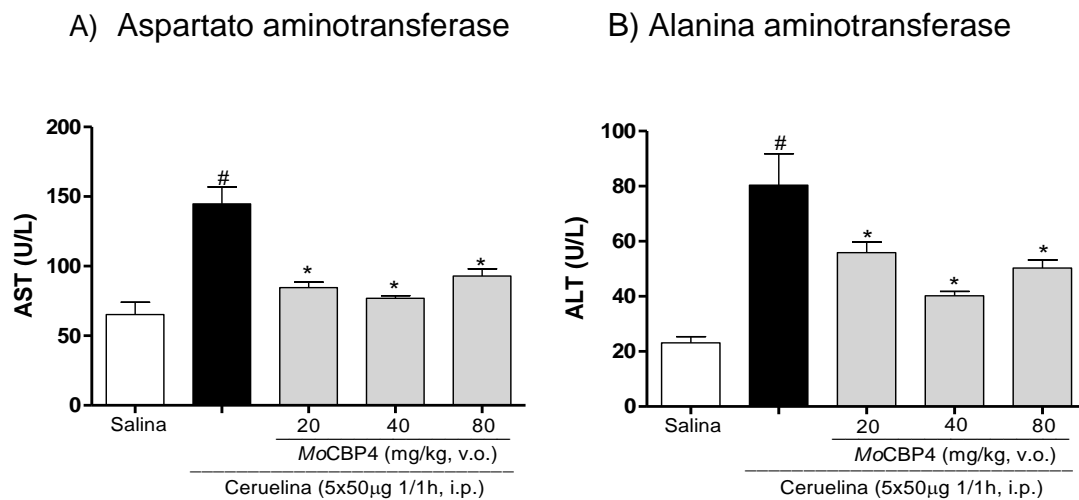 A) Aspartato aminotransferase
200
150
100
50
0
AST (U/L)
#
*
*
*
Salina
20
40
80
MoCBP4 (mg/kg, v.o.)
Ceruelina (5x50µg 1/1h, i.p.)
B) Alanina aminotransferase
100
80
60
40
20
0
ALT (U/L)
#
*
*
*
Salina
20
40
80
MoCBP4 (mg/kg, v.o.)
Ceruelina (5x50µg 1/1h, i.p.)